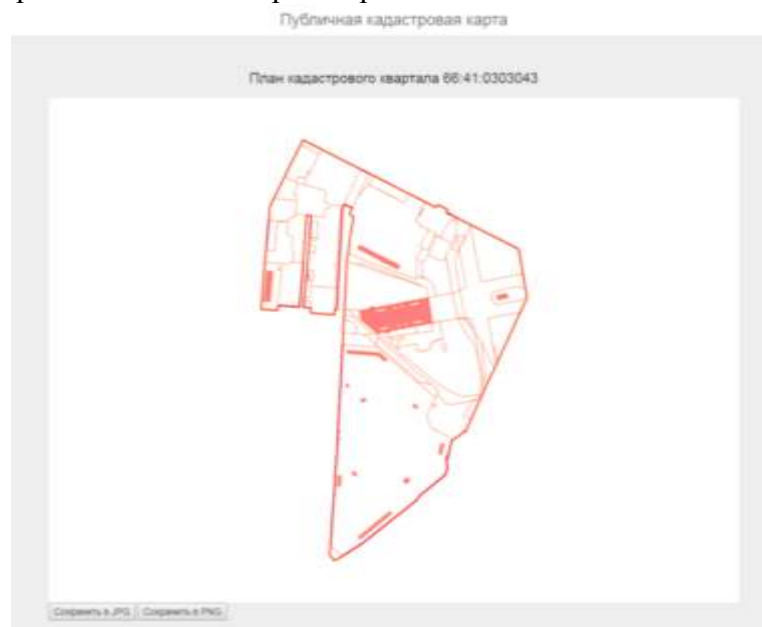 Публичная кадастровая карта
План кадастрового квартала 66:41:0303043
Сохранить в JPG Сохранить в PNG